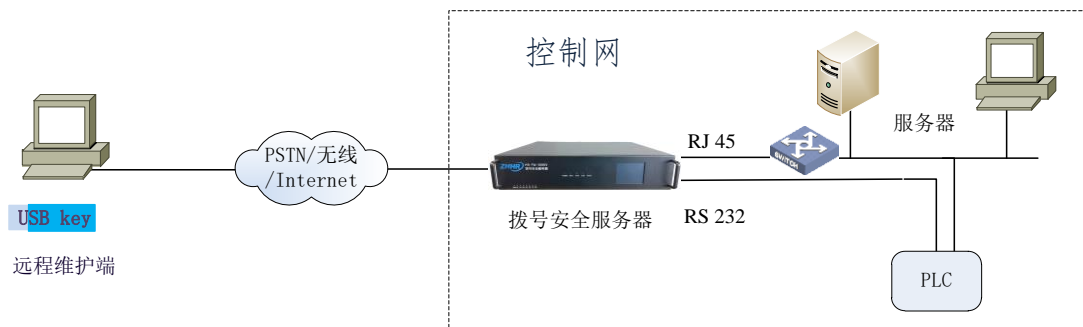 控制网
服务器
PSTN/无线
/Internet
RJ 45
SWITCH
USB key
拨号安全服务器
RS 232
远程维护端
PLC